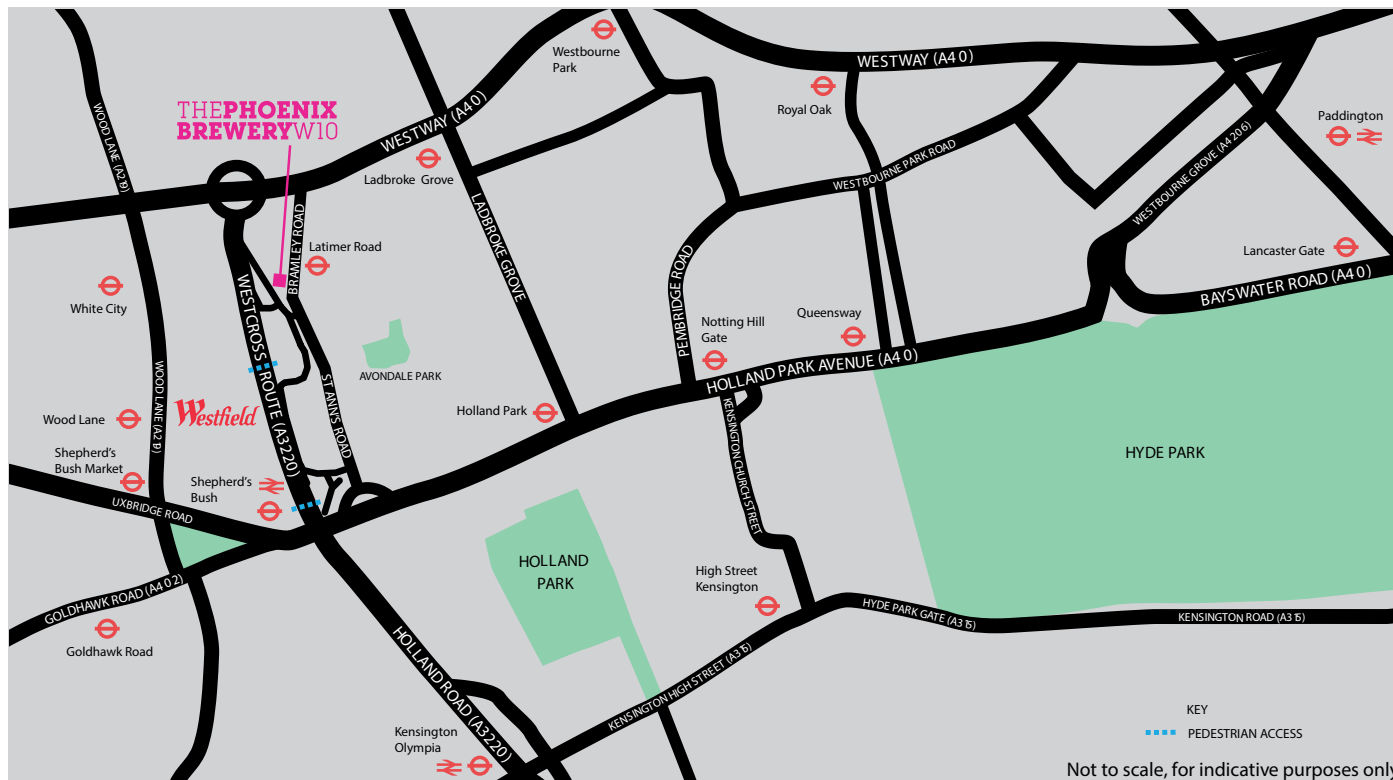 Westbourne
Park
WESTWAY (A40)
Royal Oak
THEPHOENIX
BREWERYW10
WOOD LANE (A219)
WESTWAY (A40)
Ladbroke Grove
Paddington
WESTBOURNE PARK ROAD
WESTBOURNE GROVE (A4206)
LADBROKE GROVE
BRAMLEY ROAD
Latimer Road
Lancaster Gate
BAYSWATER ROAD (A40)
White City
WESTCROSS ROUTE (A3220)
PEMBRIDGE ROAD
Notting Hill
Gate
Queensway
HOLLAND PARK AVENUE (A40)
AVONDALE PARK
WOOD LANE (A219)
ST ANN'S ROAD
Westfield
Wood Lane
Holland Park
KENSINGTON CHURCH STREET
HYDE PARK
Shepherd's
Bush Market
Shepherd's
Bush
UXBRIDGE ROAD
HOLLAND
PARK
High Street
Kensington
GOLDHAWK ROAD (A402)
Goldhawk Road
HYDE PARK GATE (A315)
KENSINGTON ROAD (A315)
HOLLAND ROAD (A3220)
KENSINGTON HIGH STREET (A315)
Kensington
Olympia
KEY
PEDESTRIAN ACCESS
Not to scale, for indicative purposes only